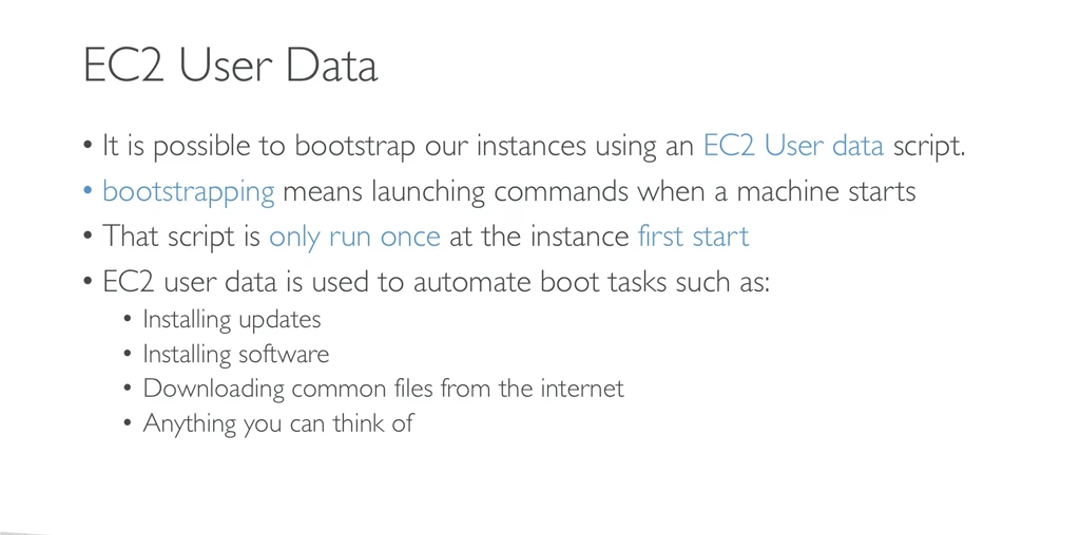 EC2 User Data
• It is possible to bootstrap our instances using an EC2 User data script.
• bootstrapping means launching commands when a machine starts
• That script is only run once at the instance first start
• EC2 user data is used to automate boot tasks such as:
• Installing updates
• Installing software
• Downloading common files from the internet
• Anything you can think of